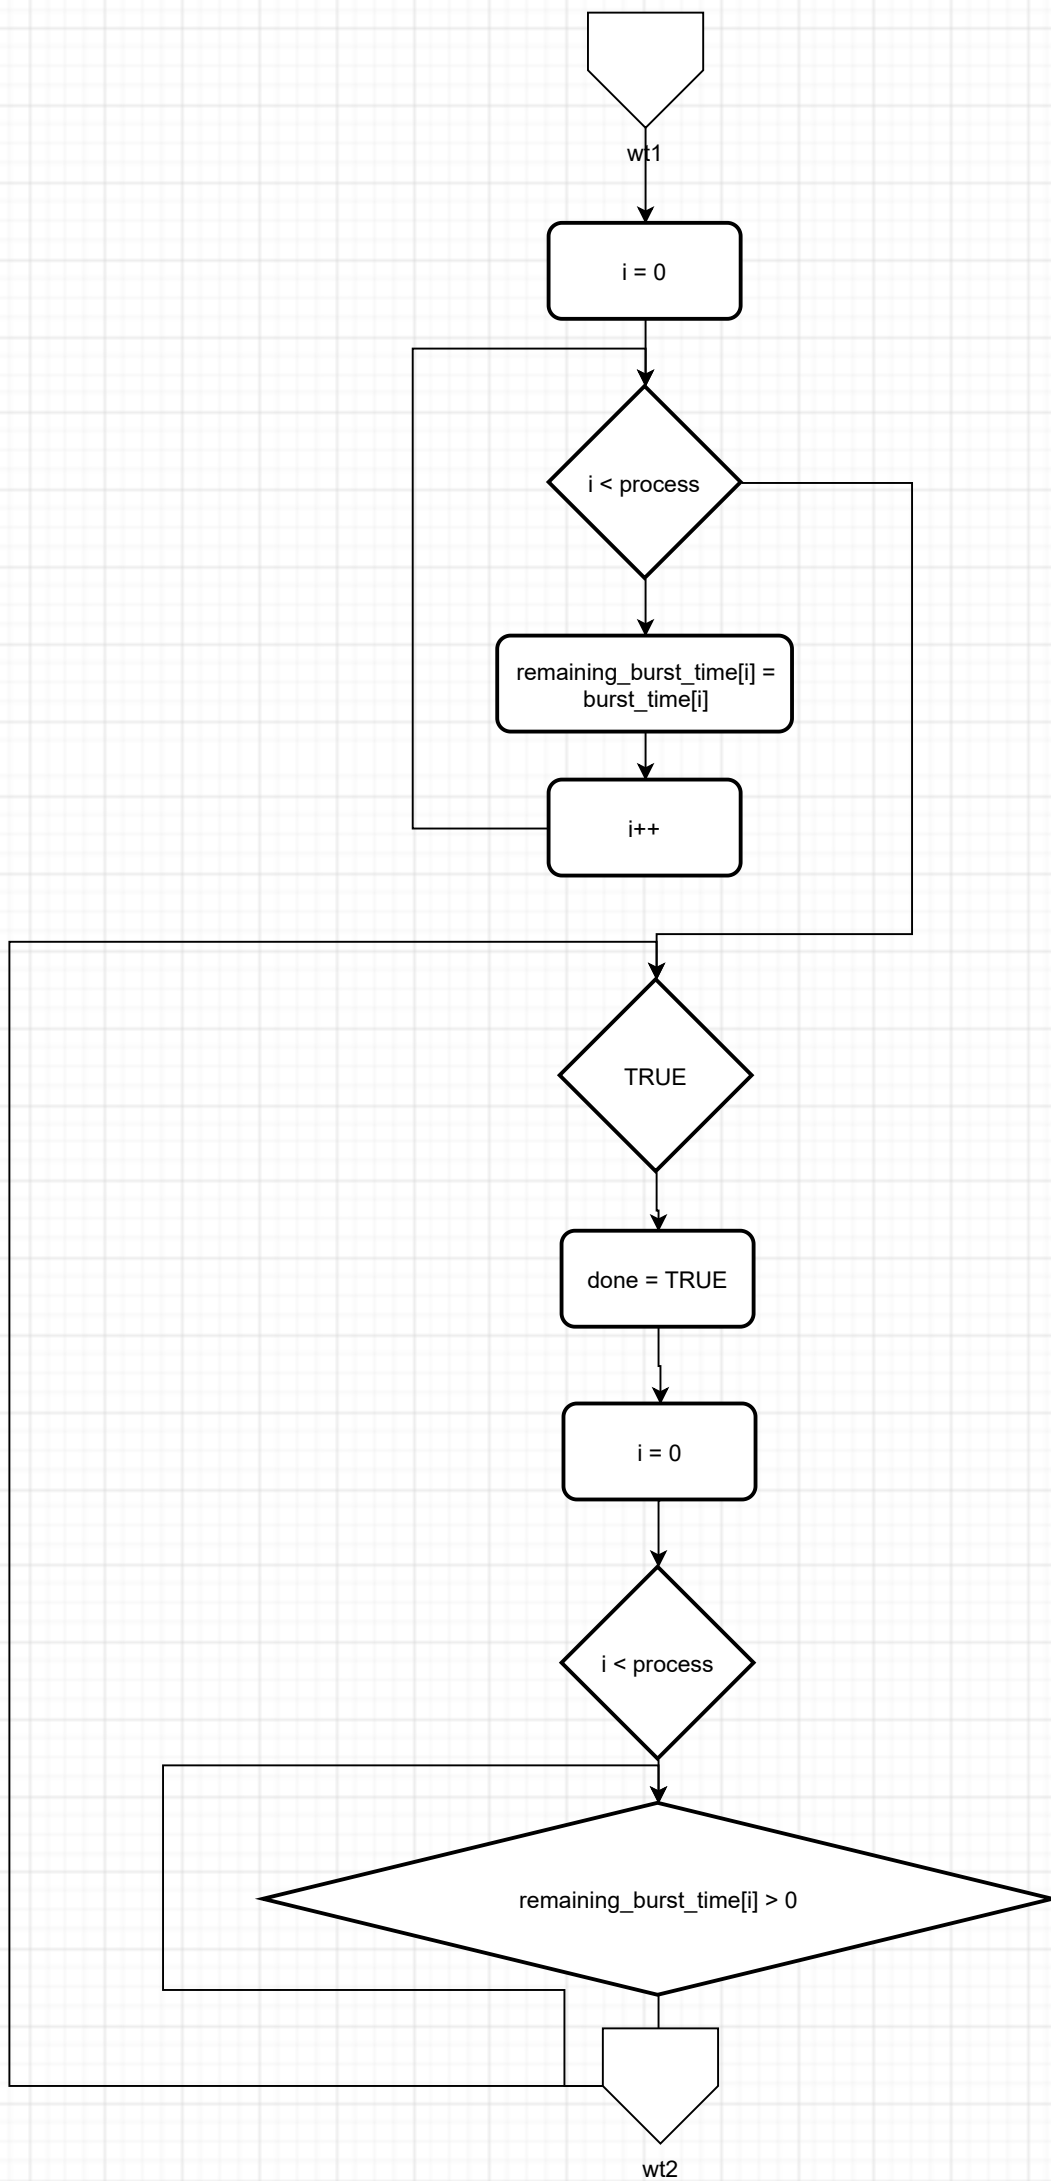 wt1
i = 0
i < process
remaining_burst_time[i] =
burst_time[i]
i++
TRUE
done = TRUE
i = 0
i < process
remaining_burst_time[i] > 0
wt2